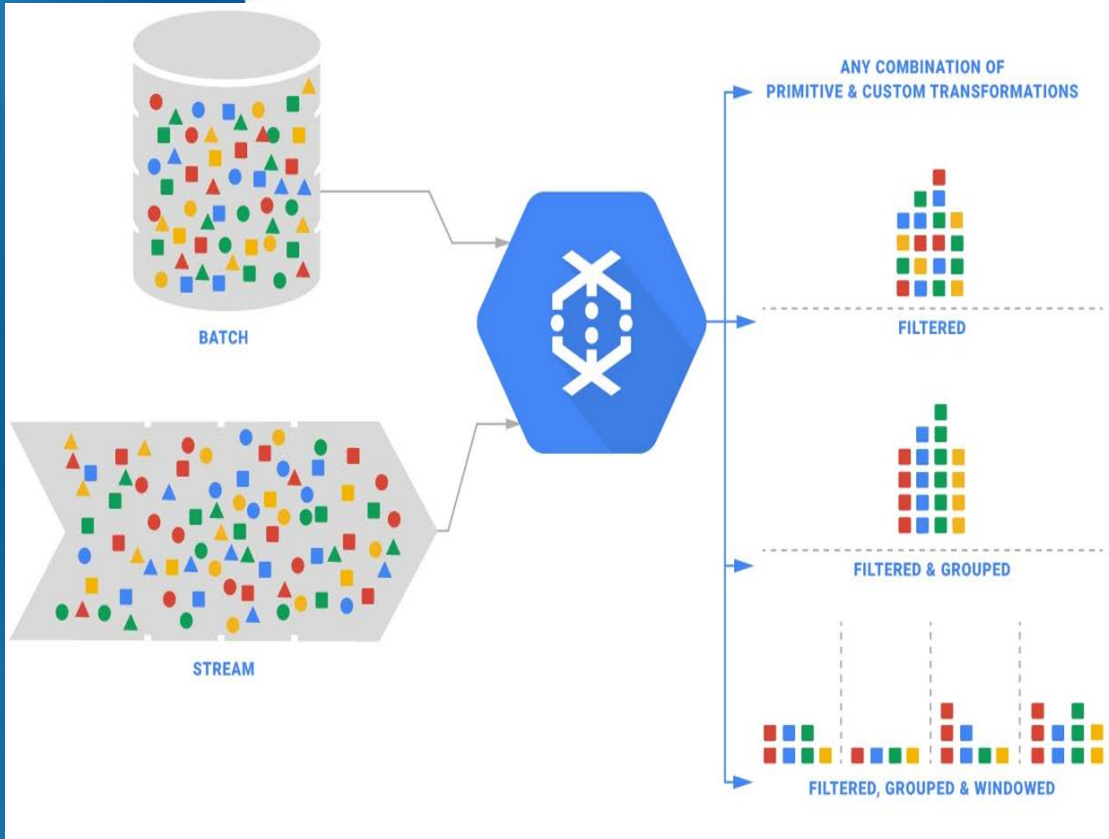 ANY COMBINATION OF
PRIMITIVE & CUSTOM TRANSFORMATIONS
BATCH
FILTERED
FILTERED & GROUPED
STREAM
FILTERED, GROUPED & WINDOWED